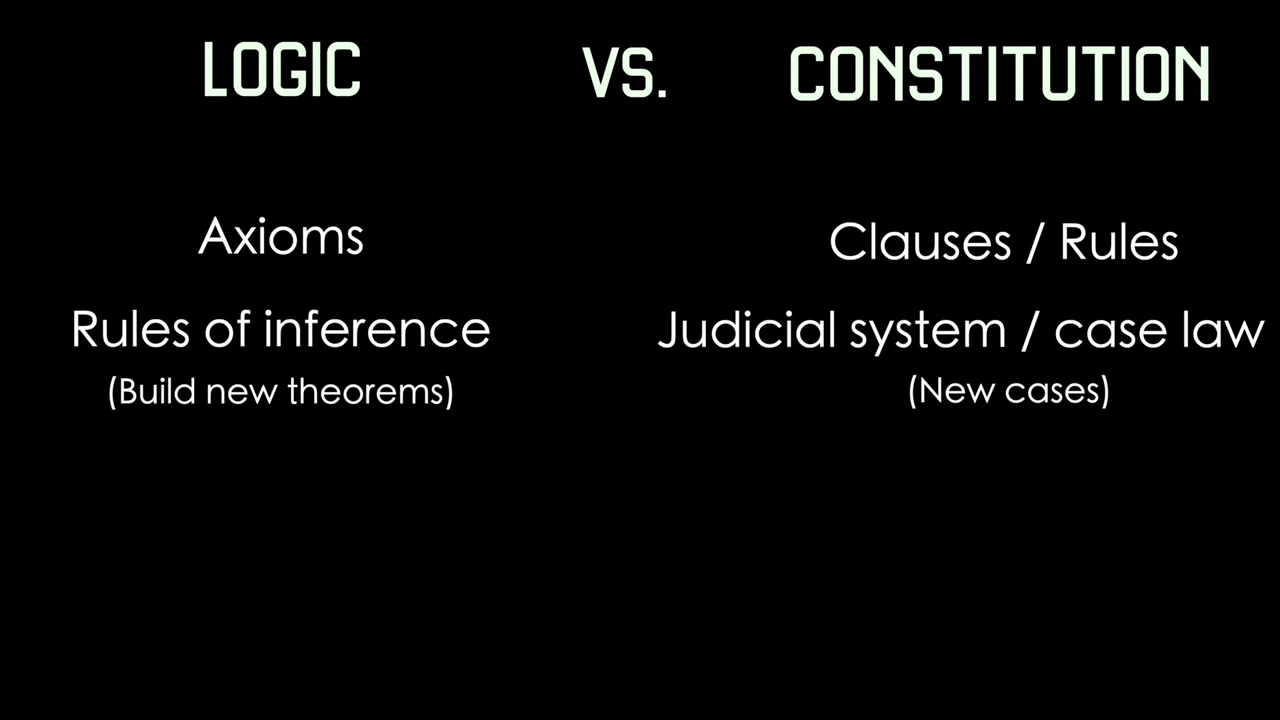 LOGIC VS. CONSTITUTION
Axioms
Clauses / Rules
Rules of inference
Judicial system / case law
(Build new theorems)
(New cases)